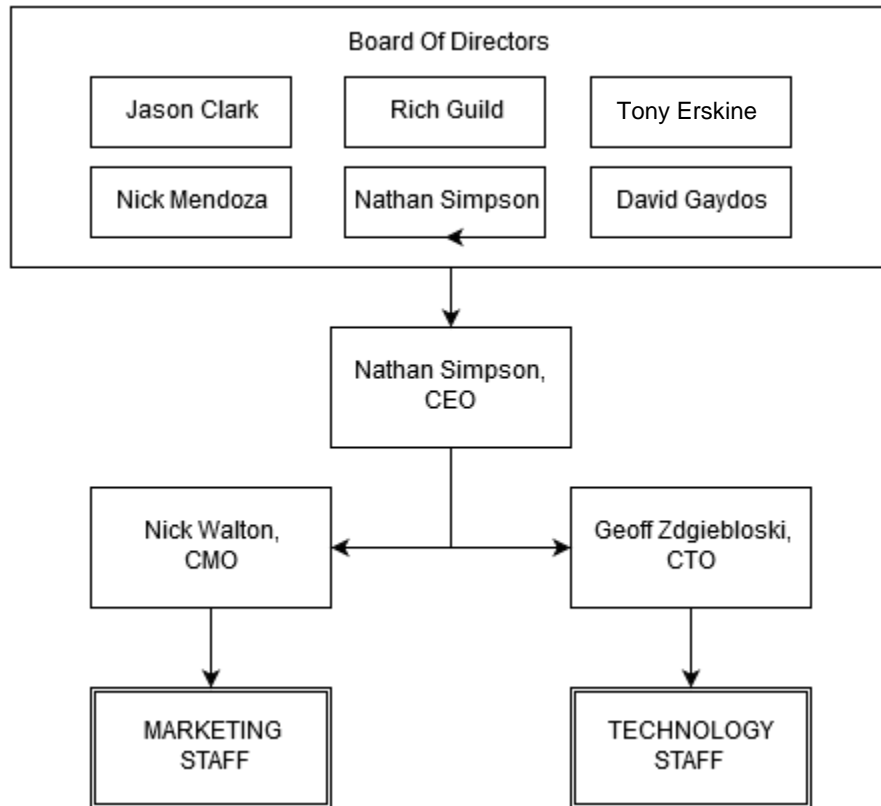 Board Of Directors
Jason Clark
Rich Guild
Tony Erskine
Nick Mendoza
Nathan Simpson
David Gaydos
Nathan Simpson,
CEO
Nick Walton,
CMO
Geoff Zdgiebloski,
CTO
MARKETING
STAFF
TECHNOLOGY
STAFF